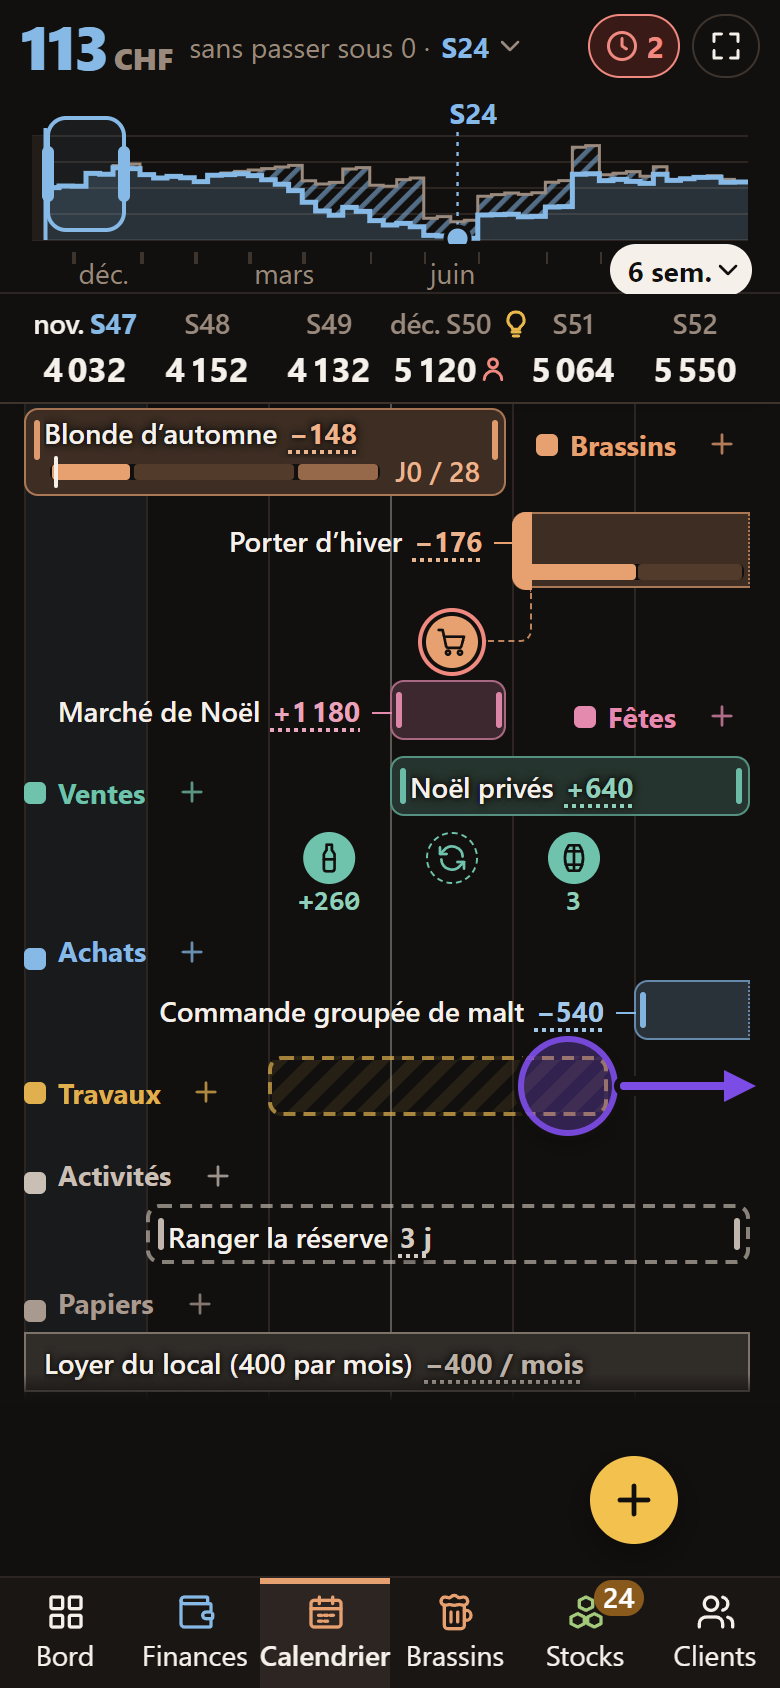 113 CHF sans passer sous 0 · S24
2
S24
déc. mars juin
6 sem.
nov. S47 S48 S49 déc. S50 S51 S52
4 032 4 152 4 132 5 120 5 064 5 550
Blonde d’automne −148
J0 / 28
Brassins +
Porter d’hiver −176
Marché de Noël +1 180
Fêtes +
Ventes +
Noël privés +640
+260
3
Achats +
Commande groupée de malt −540
Travaux +
Activités +
Ranger la réserve 3 j
Papiers +
Loyer du local (400 par mois) −400 / mois
+
24
Bord Finances Calendrier Brassins Stocks Clients